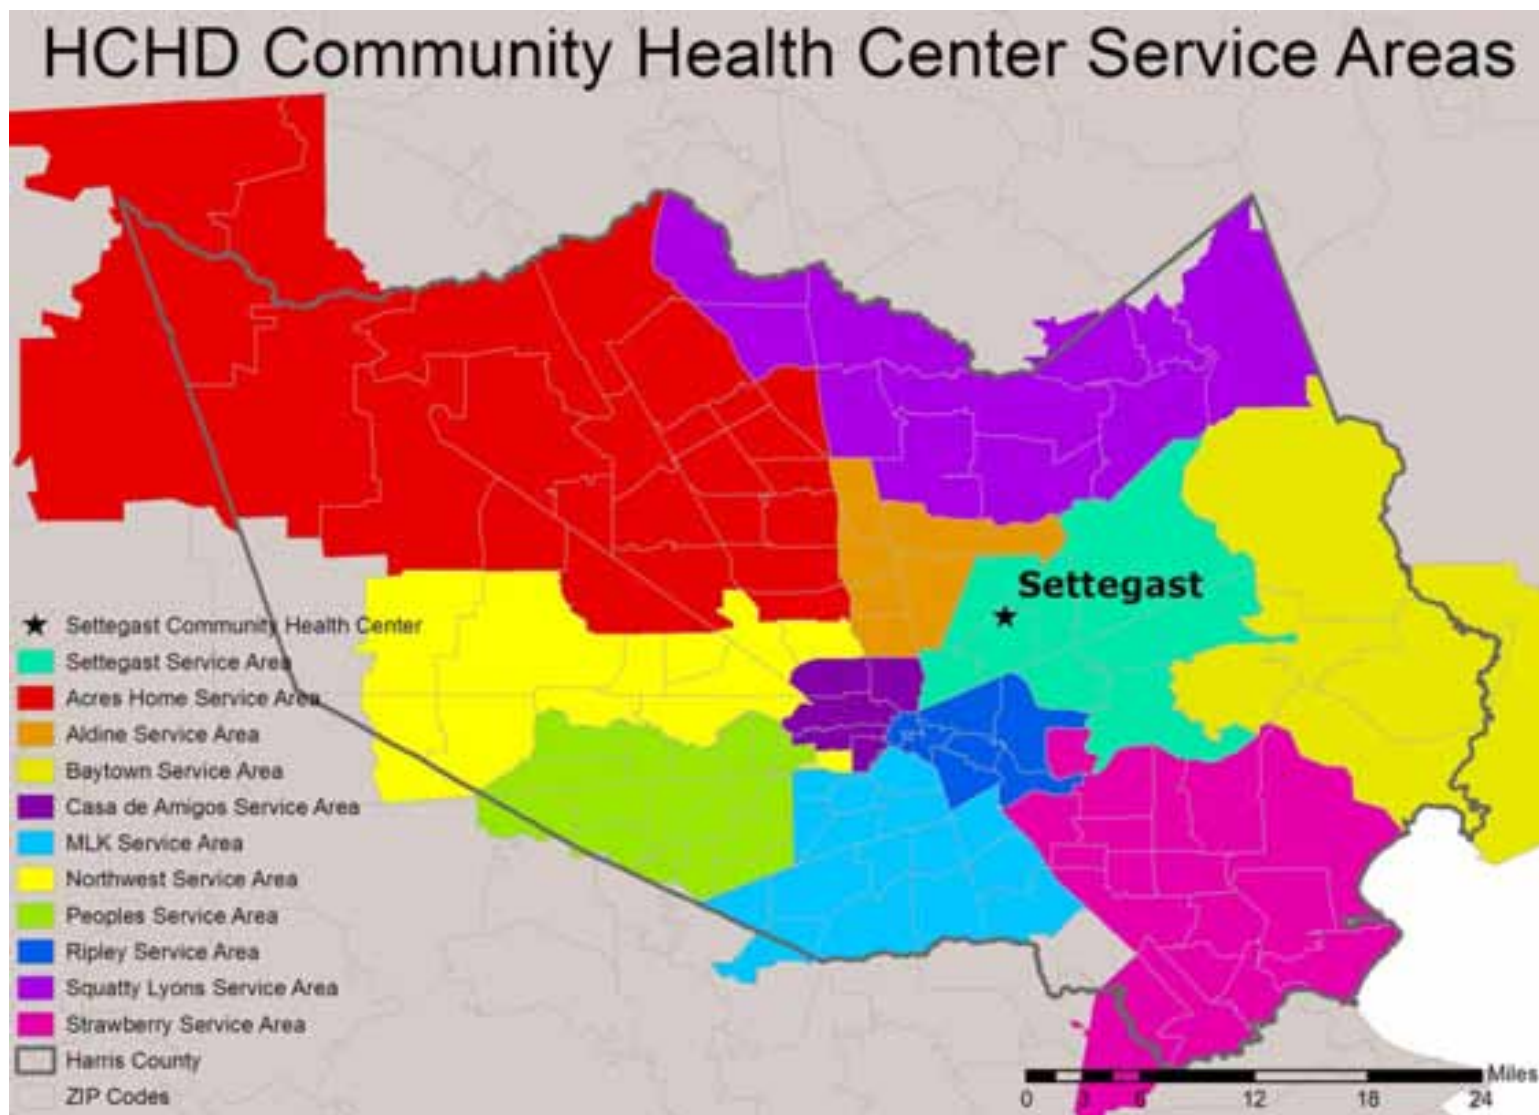 HCHD Community Health Center Service Areas
Settegast
Settegast Community Health Center
Settegast Service Area
Acres Home Service Area
Aldine Service Area
Baytown Service Area
Casa de Amigos Service Area
MLK Service Area
Northwest Service Area
Peoples Service Area
Ripley Service Area
Squatty Lyons Service Area
Strawberry Service Area
Harris County
ZIP Codes
Miles
0 3 6 12 18 24